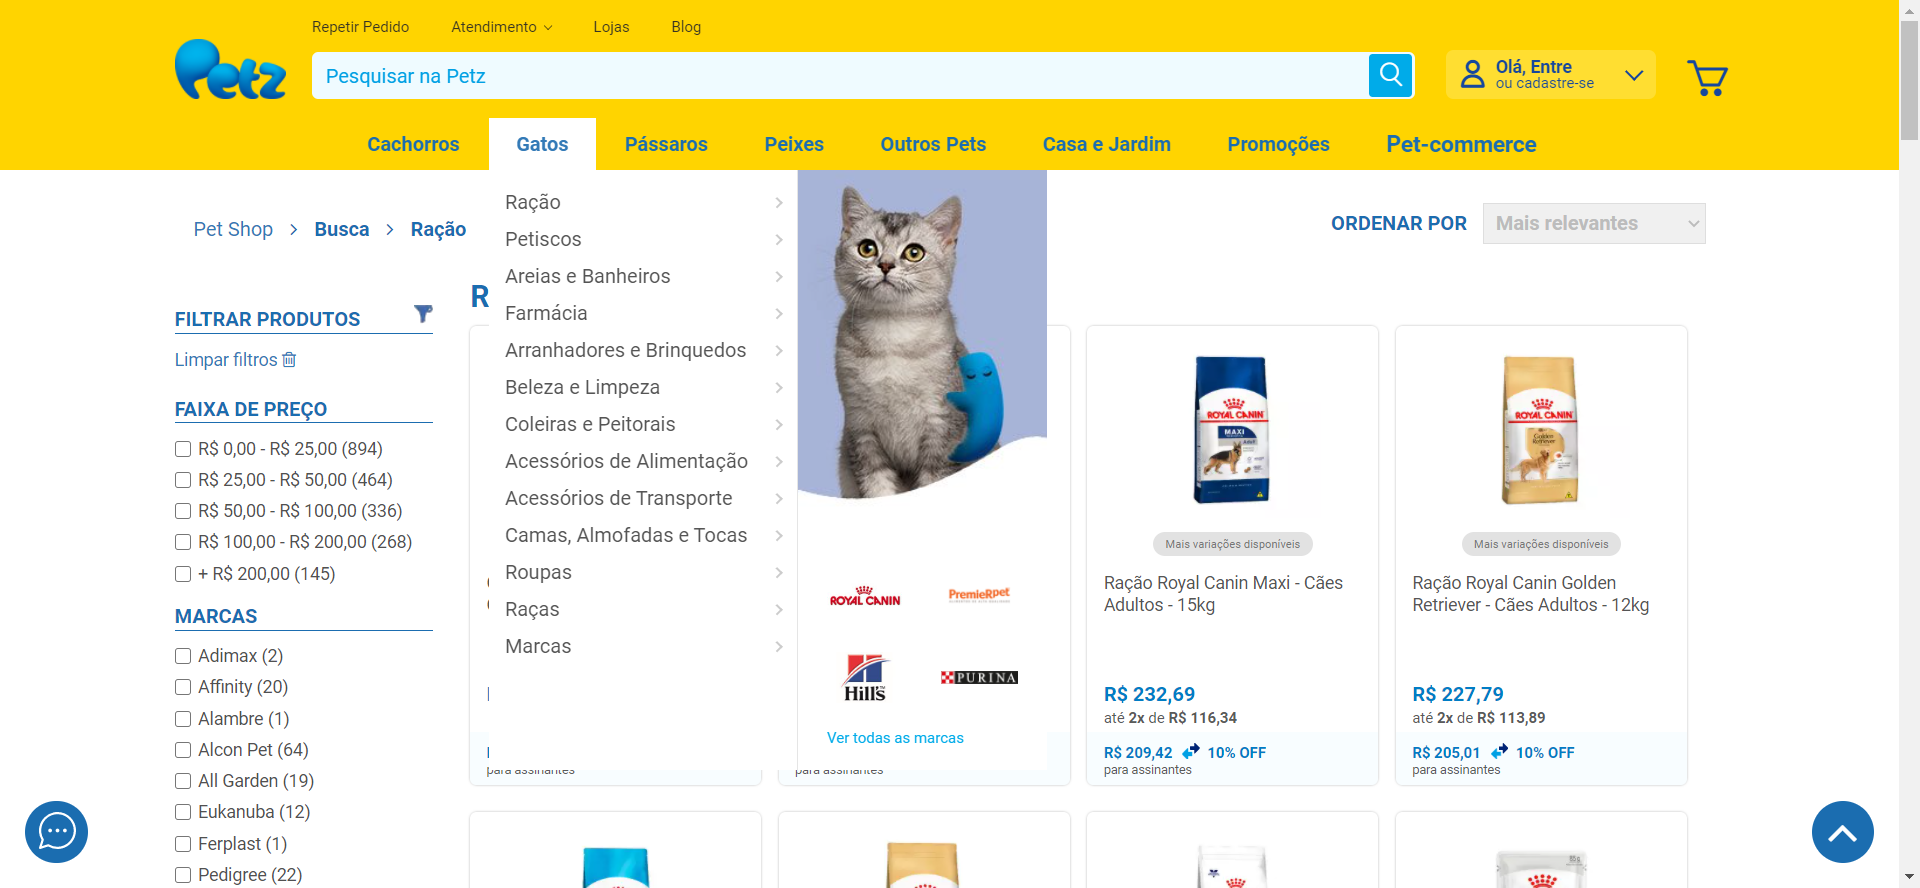 Repetir Pedido
Atendimento
Lojas
Blog
Petz
Pesquisar na Petz
Olá, Entre
ou cadastre-se
Cachorros
Gatos
Pássaros
Peixes
Outros Pets
Casa e Jardim
Promoções
Pet-commerce
Pet Shop
Busca
Ração
ORDENAR POR
Mais relevantes
FILTRAR PRODUTOS
Limpar filtros
FAIXA DE PREÇO
R$ 0,00 - R$ 25,00 (894)
R$ 25,00 - R$ 50,00 (464)
R$ 50,00 - R$ 100,00 (336)
R$ 100,00 - R$ 200,00 (268)
+ R$ 200,00 (145)
MARCAS
Adimax (2)
Affinity (20)
Alambre (1)
Alcon Pet (64)
All Garden (19)
Eukanuba (12)
Ferplast (1)
Pedigree (22)
R
Ração
Petiscos
Areias e Banheiros
Farmácia
Arranhadores e Brinquedos
Beleza e Limpeza
Coleiras e Peitorais
Acessórios de Alimentação
Acessórios de Transporte
Camas, Almofadas e Tocas
Roupas
Raças
Marcas
ROYAL CANIN
PremieRpet
Hill's
PURINA
Ver todas as marcas
para assinantes
para assinantes
ROYAL CANIN
MAXI
Mais variações disponíveis
Ração Royal Canin Maxi - Cães
Adultos - 15kg
R$ 232,69
até 2x de R$ 116,34
R$ 209,42
10% OFF
para assinantes
ROYAL CANIN
Golden
Retriever
Mais variações disponíveis
Ração Royal Canin Golden
Retriever - Cães Adultos - 12kg
R$ 227,79
até 2x de R$ 113,89
R$ 205,01
10% OFF
para assinantes